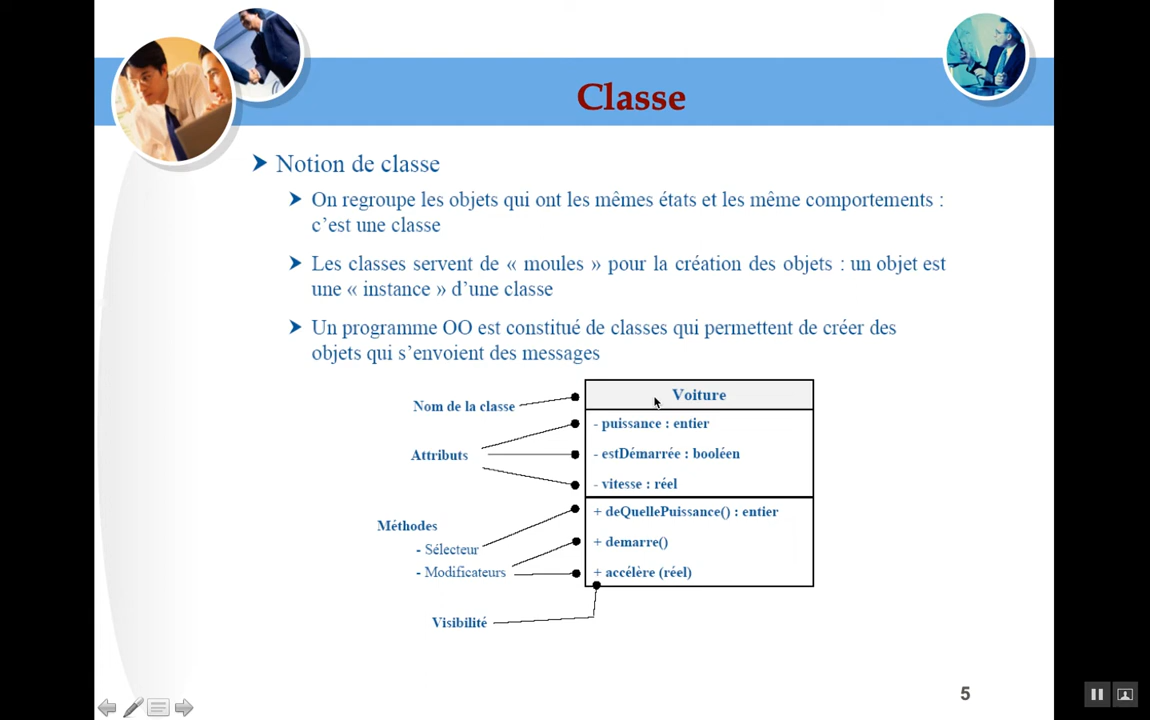 Classe
Notion de classe
On regroupe les objets qui ont les mêmes états et les même comportements :
c’est une classe
Les classes servent de « moules » pour la création des objets : un objet est
une « instance » d’une classe
Un programme OO est constitué de classes qui permettent de créer des
objets qui s’envoient des messages
Nom de la classe
Voiture
Attributs
- puissance : entier
- estDémarrée : booléen
- vitesse : réel
Méthodes
- Sélecteur
- Modificateurs
+ deQuellePuissance() : entier
+ demarre()
+ accélère (réel)
Visibilité
5